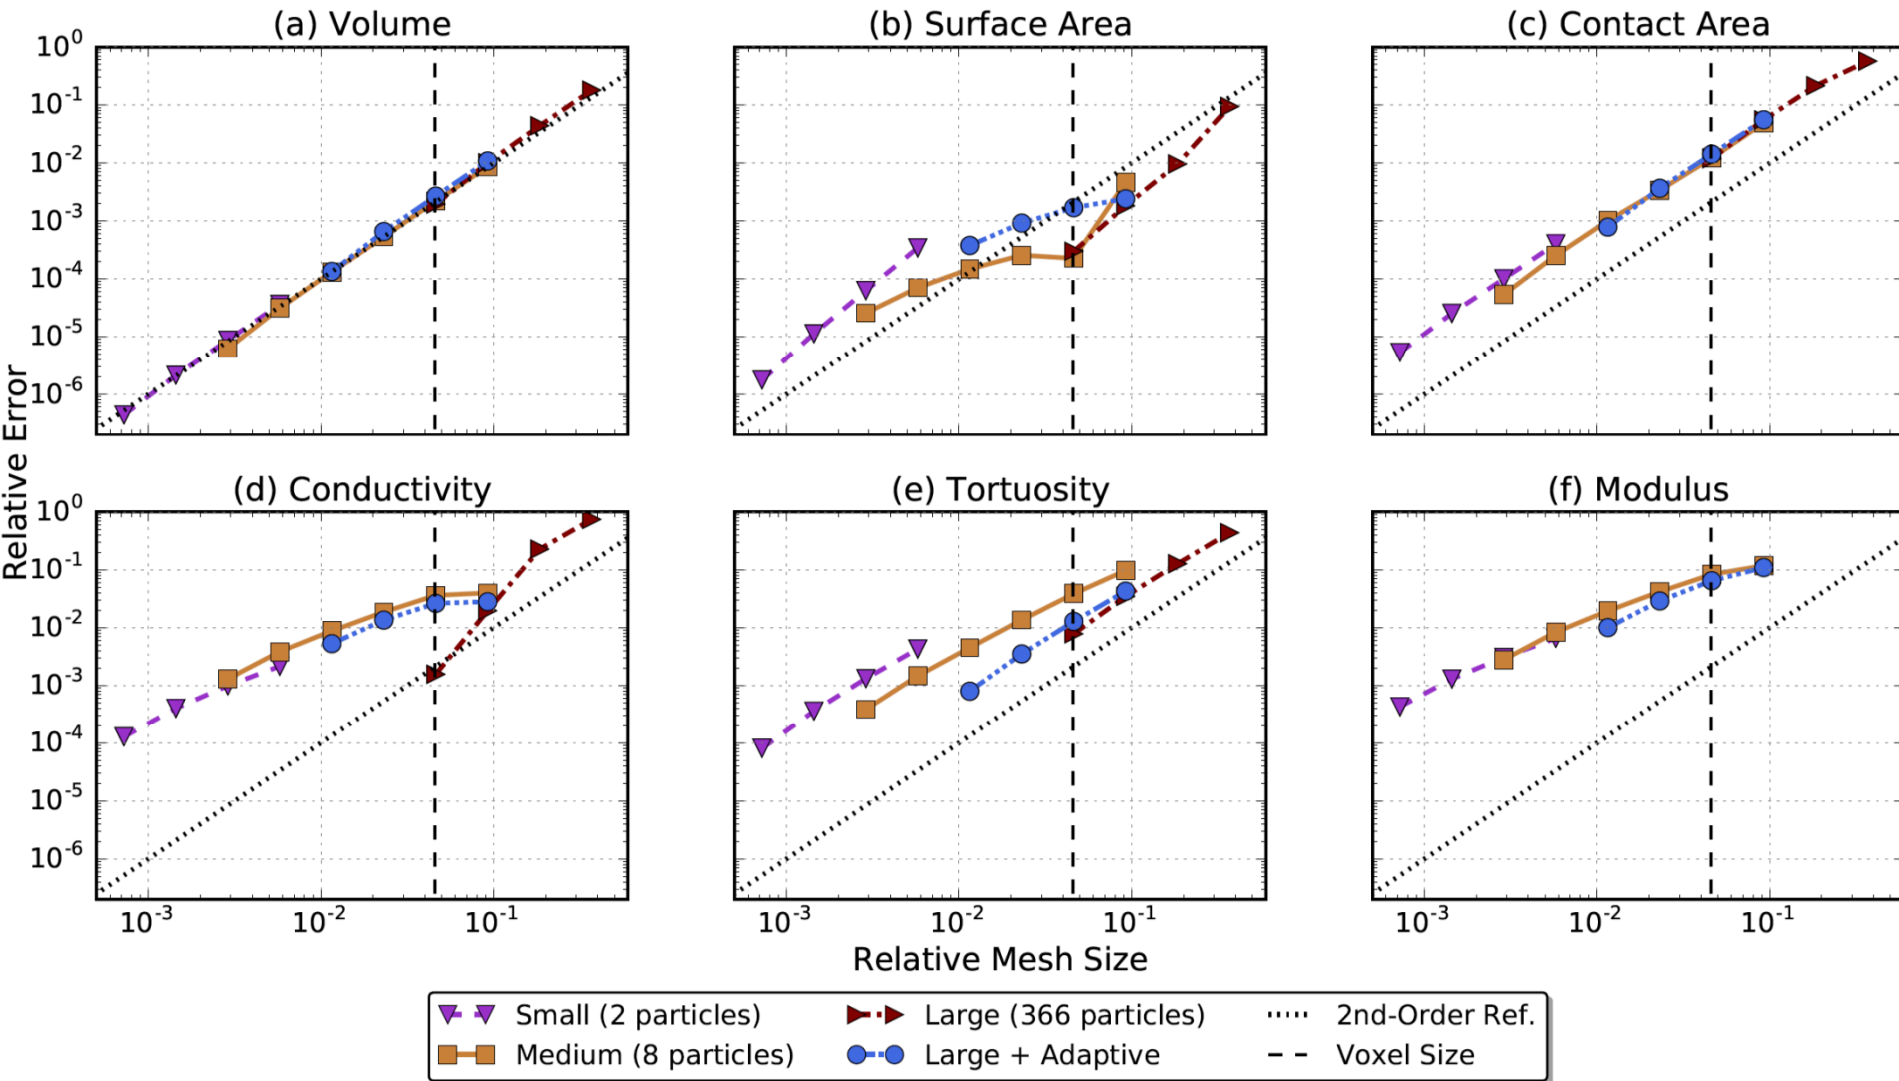 (a) Volume
(b) Surface Area
(c) Contact Area
10^0
10^-1
10^-2
10^-3
10^-4
10^-5
10^-6
Relative Error
(d) Conductivity
(e) Tortuosity
(f) Modulus
10^0
10^-1
10^-2
10^-3
10^-4
10^-5
10^-6
10^-3 10^-2 10^-1
10^-3 10^-2 10^-1
10^-3 10^-2 10^-1
Relative Mesh Size
Small (2 particles)
Large (366 particles)
2nd-Order Ref.
Medium (8 particles)
Large + Adaptive
Voxel Size